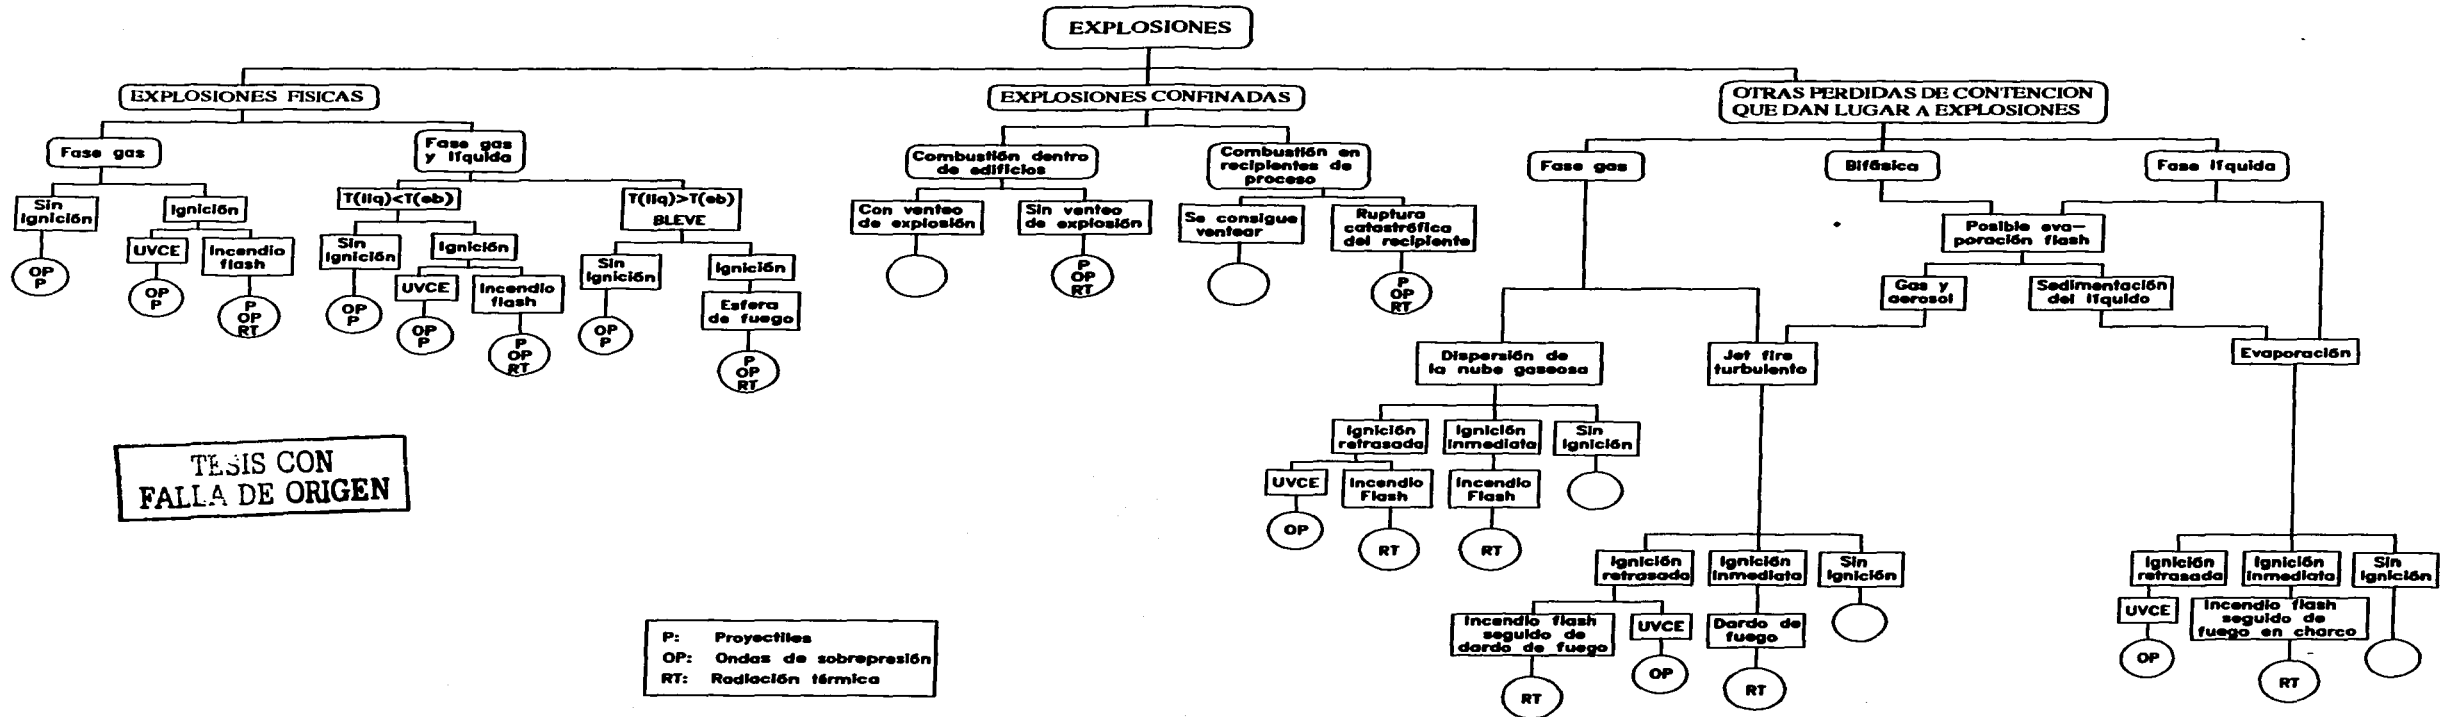 EXPLOSIONES
EXPLOSIONES FISICAS
EXPLOSIONES CONFINADAS
OTRAS PERDIDAS DE CONTENCION
QUE DAN LUGAR A EXPLOSIONES
Fase gas
Fase gas
y líquida
Sin
Ignición
Ignición
UVCE
Incendio
flash
OP
P
OP
P
P
OP
RT
T(liq)<T(eb)
T(liq)>T(eb)
BLEVE
Sin
Ignición
Ignición
UVCE
Incendio
flash
OP
P
OP
P
P
OP
RT
Sin
Ignición
Ignición
Esfera
de fuego
OP
P
P
OP
RT
Combustión dentro
de edificios
Combustión en
recipientes de
proceso
Con venteo
de explosión
Sin venteo
de explosión
P
OP
RT
Se consigue
ventear
Ruptura
catastrófica
del recipiente
P
OP
RT
Fase gas
Bifásica
Fase líquida
Posible eva-
poración flash
Gas y
aerosol
Sedimentación
del líquido
Dispersión de
la nube gaseosa
Jet fire
turbulento
Evaporación
Ignición
retrasada
Ignición
Inmediata
Sin
Ignición
UVCE
Incendio
Flash
Incendio
Flash
OP
RT
RT
Ignición
retrasada
Ignición
Inmediata
Sin
Ignición
Incendio flash
seguido de
dardo de fuego
UVCE
Dardo de
fuego
RT
OP
RT
Ignición
retrasada
Ignición
Inmediata
Sin
Ignición
UVCE
Incendio flash
seguido de
fuego en charco
OP
RT
TESIS CON
FALLA DE ORIGEN
P: Proyectiles
OP: Ondas de sobrepresión
RT: Radiación térmica